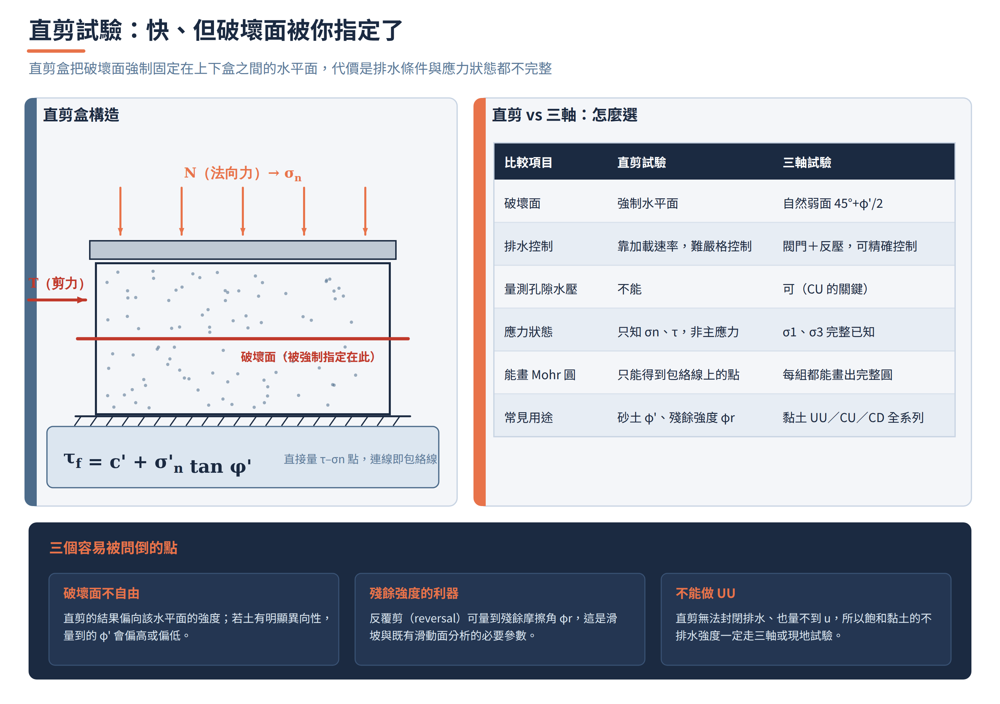 直剪試驗：快、但破壞面被你指定了
直剪盒把破壞面強制固定在上下盒之間的水平面，代價是排水條件與應力狀態都不完整
直剪盒構造
N（法向力）→ σn
T（剪力）
破壞面（被強制指定在此）
τf = c' + σ'n tan φ'
直接量 τ–σn 點，連線即包絡線
直剪 vs 三軸：怎麼選
比較項目 直剪試驗 三軸試驗
破壞面 強制水平面 自然弱面 45°+φ'/2
排水控制 靠加載速率，難嚴格控制 閥門＋反壓，可精確控制
量測孔隙水壓 不能 可（CU 的關鍵）
應力狀態 只知 σn、τ，非主應力 σ1、σ3 完整已知
能畫 Mohr 圓 只能得到包絡線上的點 每組都能畫出完整圓
常見用途 砂土 φ'、殘餘強度 φr 黏土 UU／CU／CD 全系列
三個容易被問倒的點
破壞面不自由
直剪的結果偏向該水平面的強度；若土有明顯異向性，
量到的 φ' 會偏高或偏低。
殘餘強度的利器
反覆剪（reversal）可量到殘餘摩擦角 φr，這是滑
坡與既有滑動面分析的必要參數。
不能做 UU
直剪無法封閉排水、也量不到 u，所以飽和黏土的不
排水強度一定走三軸或現地試驗。